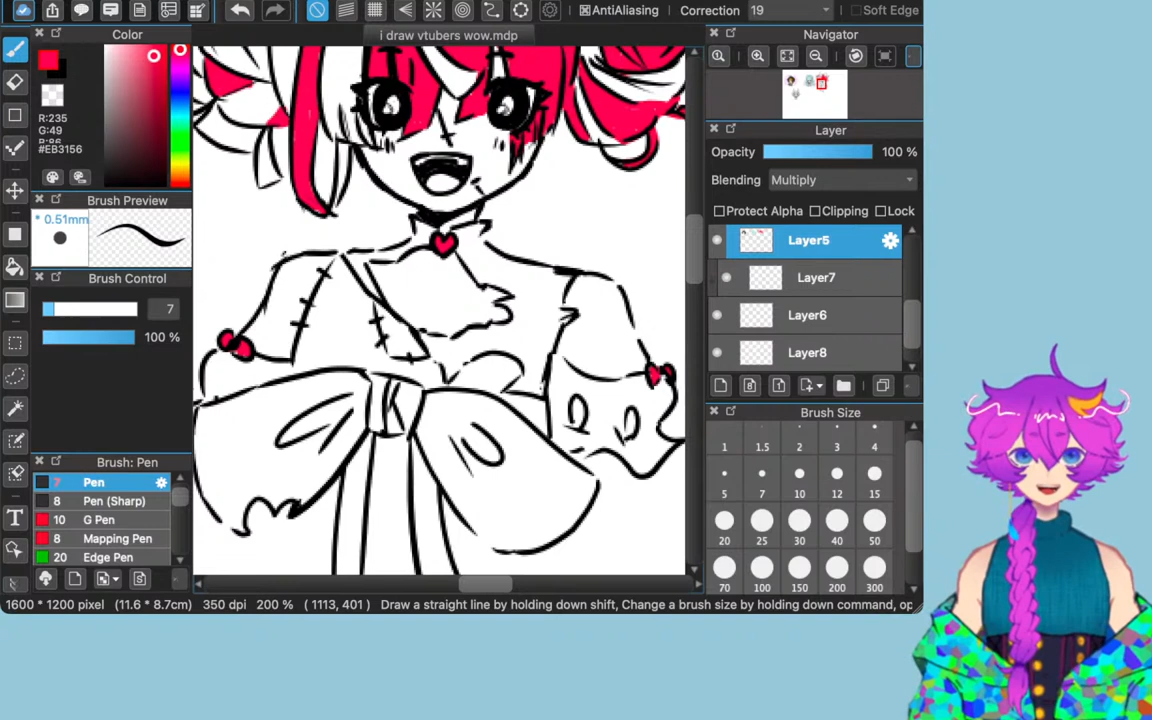 AntiAliasing Correction 19 Soft Edge
i draw vtubers wow.mdp
Color
R:235
G:49
B:86
#EB3156
Brush Preview
* 0.51mm
Brush Control
7
100 %
Brush: Pen
7 Pen
8 Pen (Sharp)
10 G Pen
8 Mapping Pen
20 Edge Pen
Navigator
Layer
Opacity 100 %
Blending Multiply
Protect Alpha Clipping Lock
Layer5
Layer7
Layer6
Layer8
Brush Size
1 1.5 2 3 4
5 7 10 12 15
20 25 30 40 50
70 100 150 200 300
1600 * 1200 pixel (11.6 * 8.7cm) 350 dpi 200 % ( 1113, 401 ) Draw a straight line by holding down shift, Change a brush size by holding down command, op